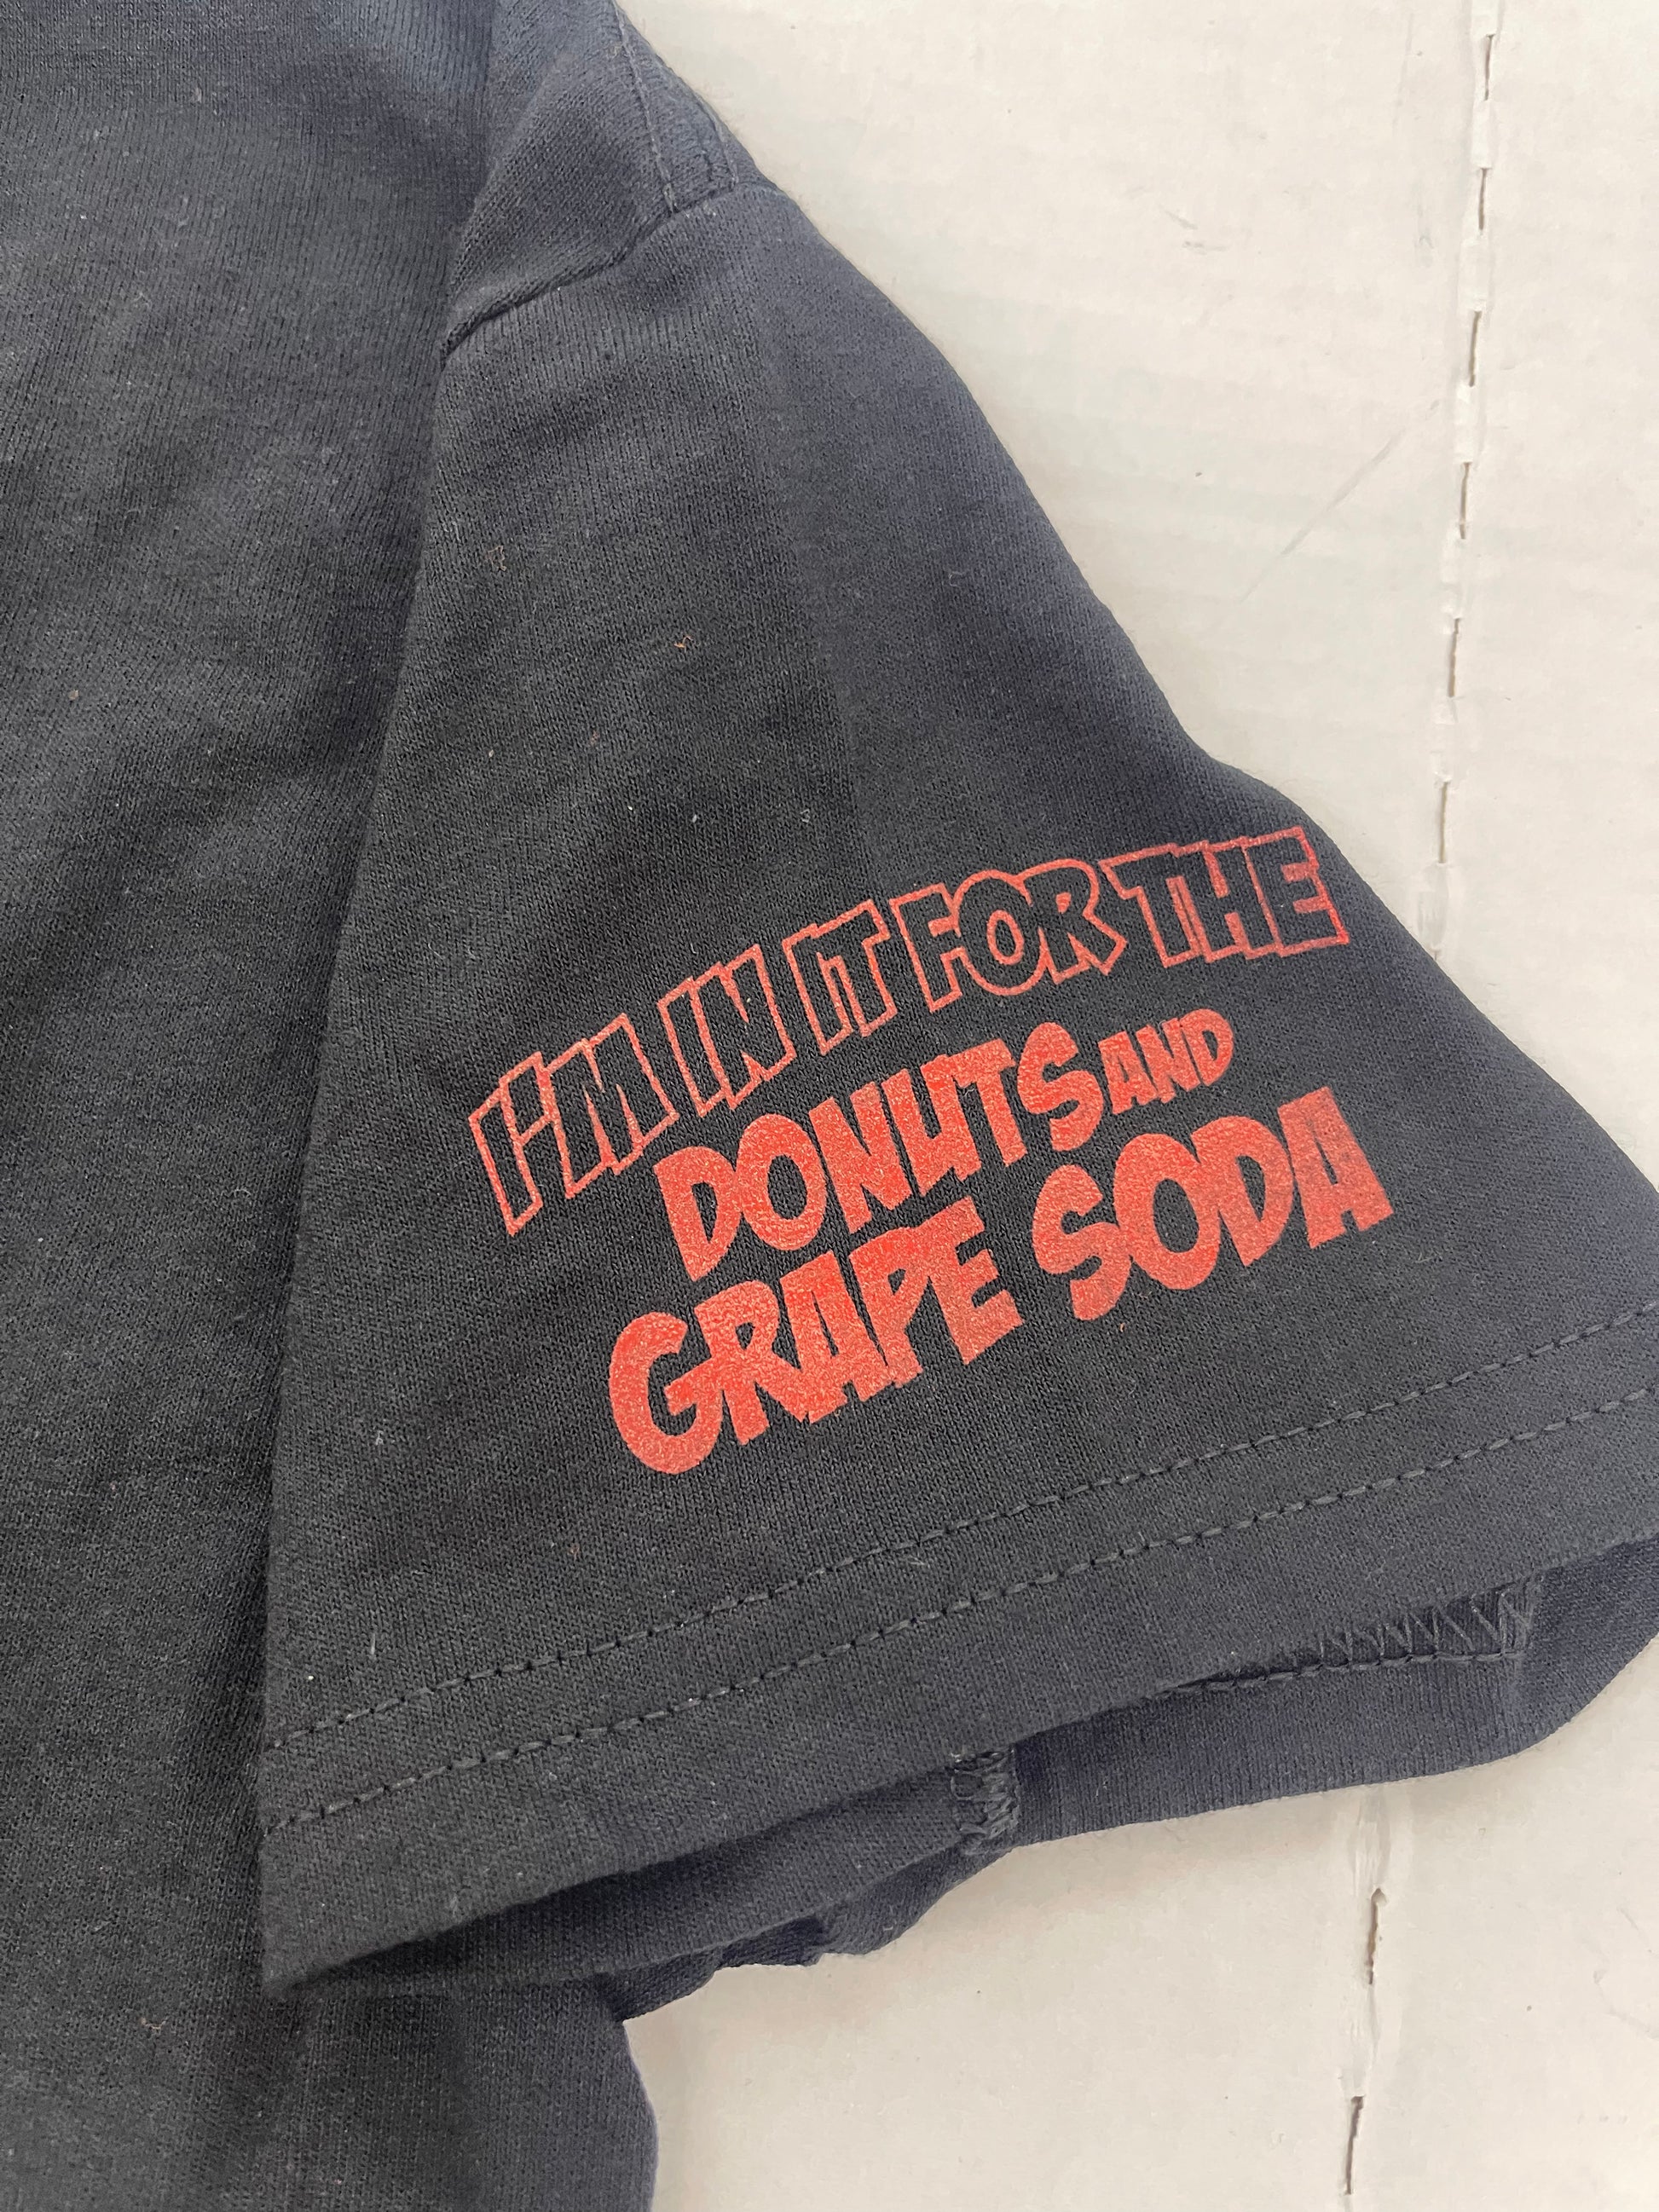 I'M IN IT FOR THE
DONUTS AND
GRAPE SODA